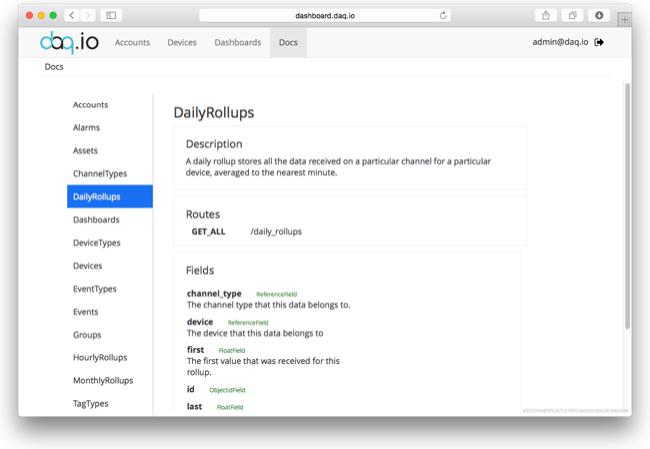 dashboard.daq.io
daq.io Accounts Devices Dashboards Docs admin@daq.io
Docs
Accounts
Alarms
Assets
ChannelTypes
DailyRollups
Dashboards
DeviceTypes
Devices
EventTypes
Events
Groups
HourlyRollups
MonthlyRollups
TagTypes
DailyRollups
Description
A daily rollup stores all the data received on a particular channel for a particular
device, averaged to the nearest minute.
Routes
GET_ALL /daily_rollups
Fields
channel_type ReferenceField
The channel type that this data belongs to.
device ReferenceField
The device that this data belongs to
first FloatField
The first value that was received for this
rollup.
id ObjectIdField
last FloatField